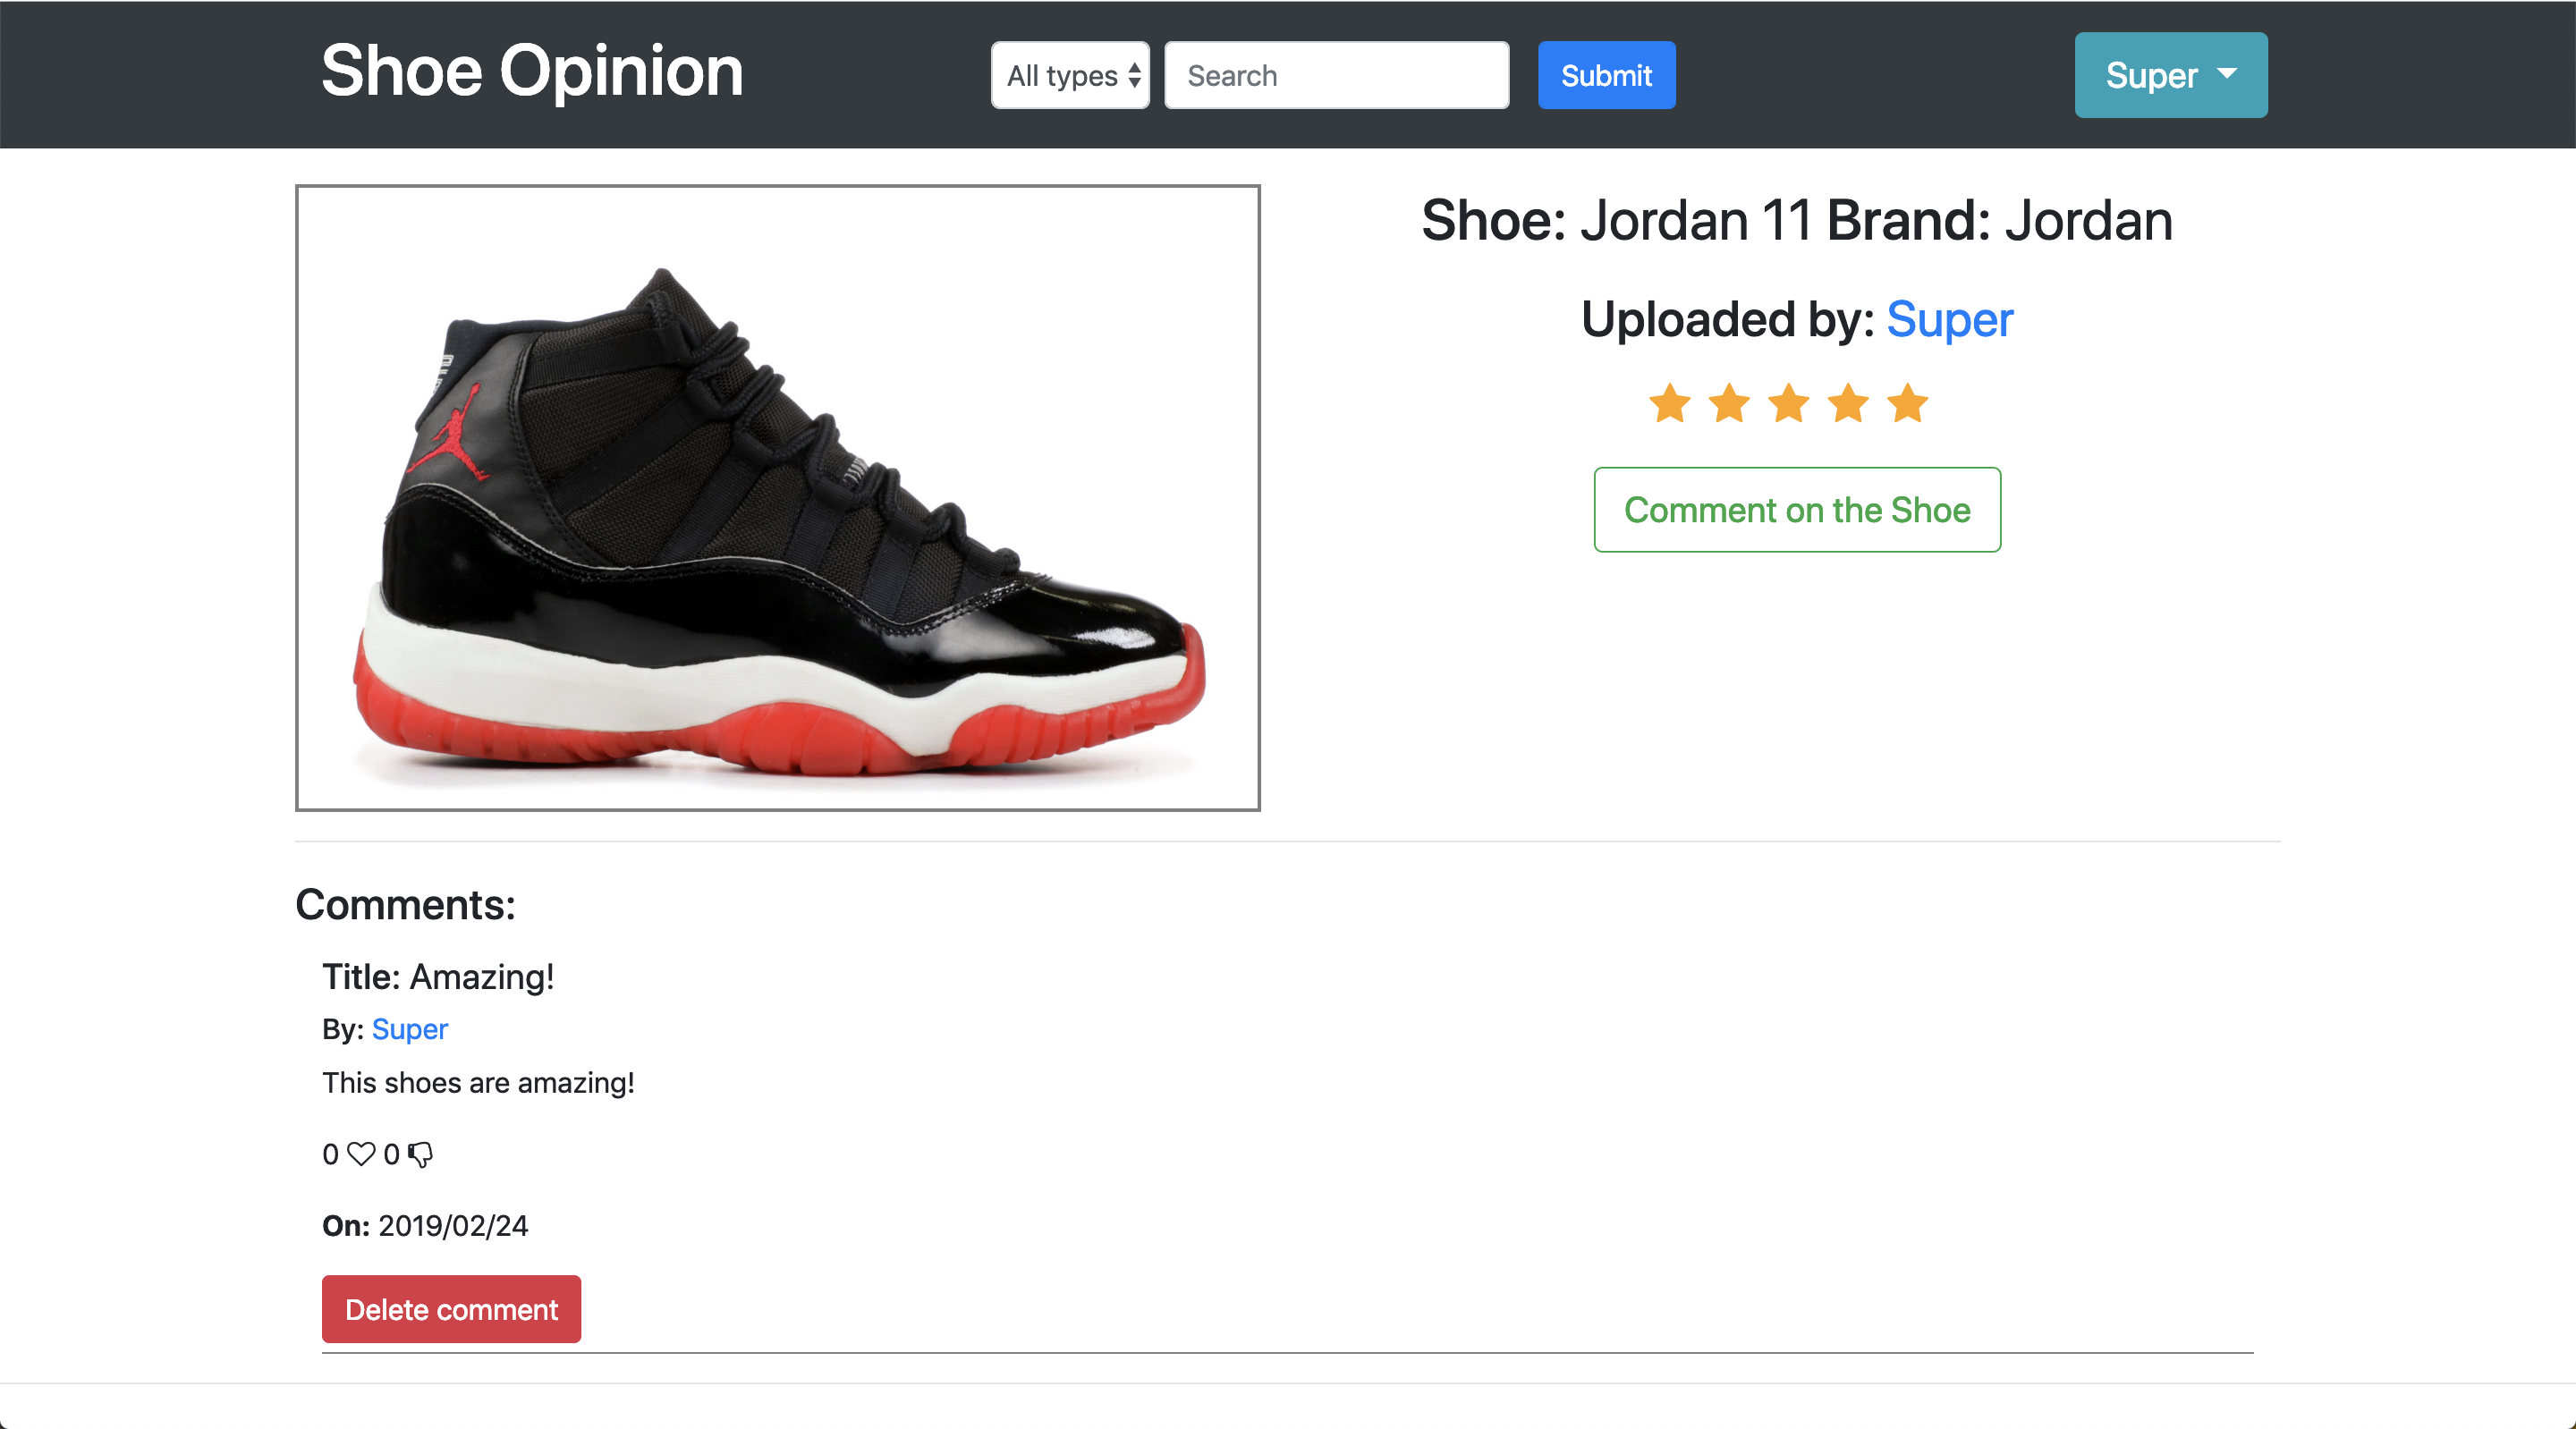 Shoe Opinion
All types
Search
Submit
Super
Shoe: Jordan 11 Brand: Jordan
Uploaded by: Super
Comment on the Shoe
Comments:
Title: Amazing!
By: Super
This shoes are amazing!
0 0
On: 2019/02/24
Delete comment